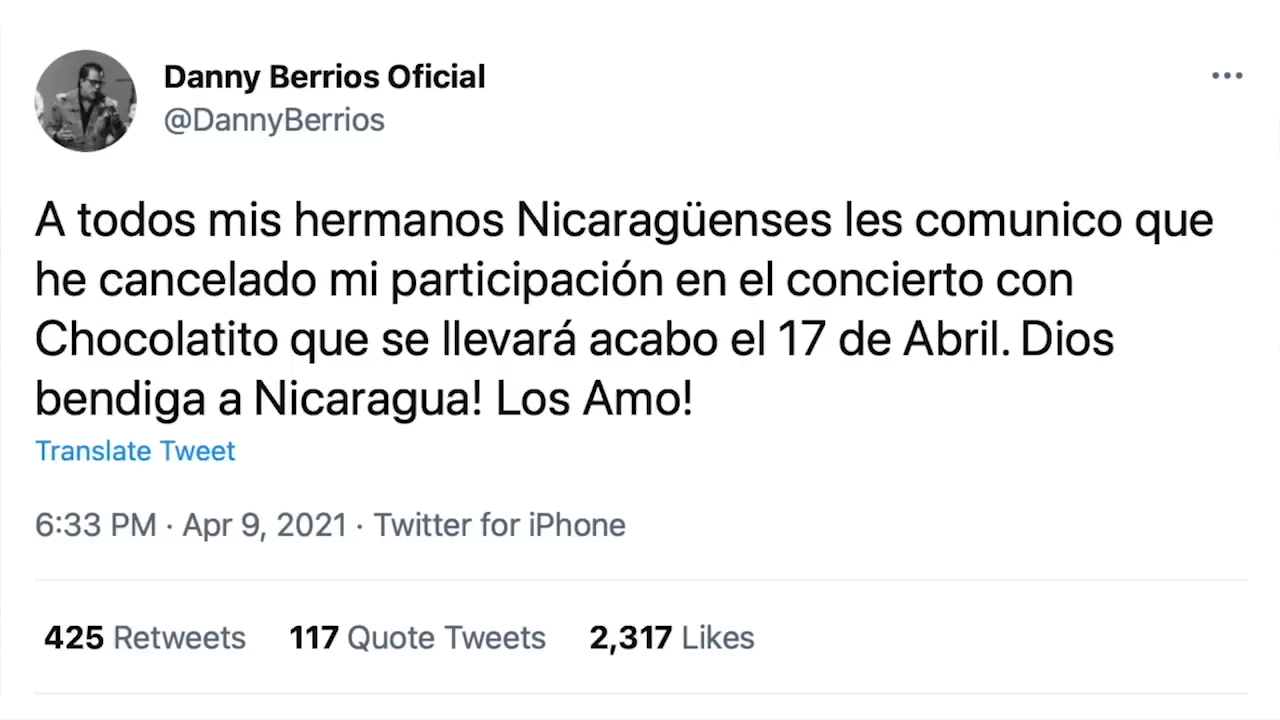 Danny Berrios Oficial
@DannyBerrios
A todos mis hermanos Nicaragüenses les comunico que
he cancelado mi participación en el concierto con
Chocolatito que se llevará acabo el 17 de Abril. Dios
bendiga a Nicaragua! Los Amo!
Translate Tweet
6:33 PM · Apr 9, 2021 · Twitter for iPhone
425 Retweets 117 Quote Tweets 2,317 Likes